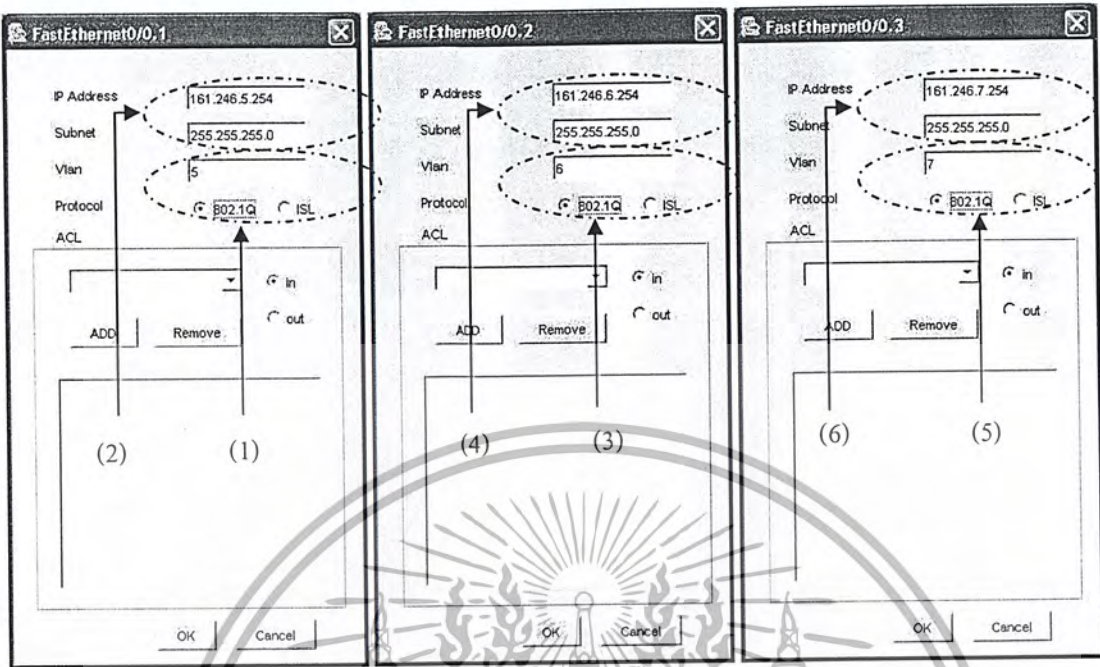 FastEthernet0/0.1
IP Address
161.246.5.254
Subnet
255.255.255.0
Vlan
5
Protocol
802.1Q
ISL
ACL
in
out
ADD
Remove
(2)
(1)
OK
Cancel
FastEthernet0/0.2
IP Address
161.246.6.254
Subnet
255.255.255.0
Vlan
6
Protocol
802.1Q
ISL
ACL
in
out
ADD
Remove
(4)
(3)
OK
Cancel
FastEthernet0/0.3
IP Address
161.246.7.254
Subnet
255.255.255.0
Vlan
7
Protocol
802.1Q
ISL
ACL
in
out
ADD
Remove
(6)
(5)
OK
Cancel